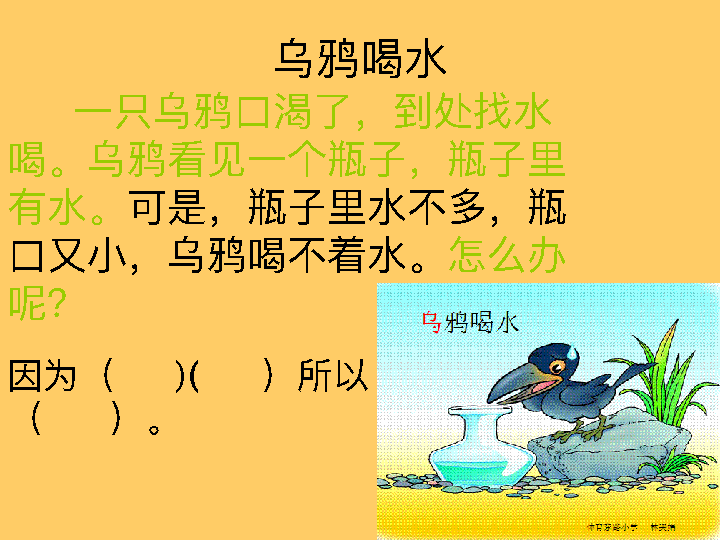 乌鸦喝水
一只乌鸦口渴了，到处找水
喝。乌鸦看见一个瓶子，瓶子里
有水。可是，瓶子里水不多，瓶
口又小，乌鸦喝不着水。怎么办
呢?
因为（ )( ）所以
（ ）。
乌鸦喝水